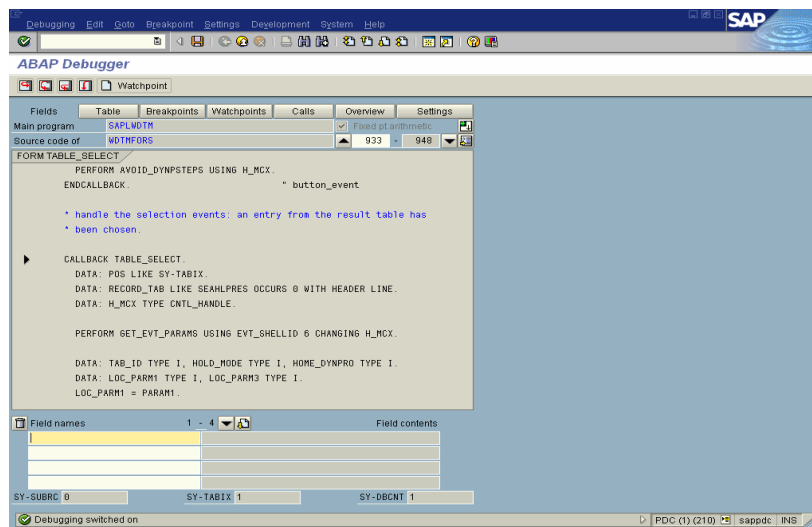 Debugging Edit Goto Breakpoint Settings Development System Help
SAP
ABAP Debugger
Watchpoint
Fields Table Breakpoints Watchpoints Calls Overview Settings
Main program SAPLWDTM Fixed pt.arithmetic
Source code of WDTMFORS 933 - 948
FORM TABLE_SELECT
PERFORM AVOID_DYNPSTEPS USING H_MCX.
ENDCALLBACK. " button_event
* handle the selection events: an entry from the result table has
* been chosen.
CALLBACK TABLE_SELECT.
DATA: POS LIKE SY-TABIX.
DATA: RECORD_TAB LIKE SEAHLPRES OCCURS 0 WITH HEADER LINE.
DATA: H_MCX TYPE CNTL_HANDLE.
PERFORM GET_EVT_PARAMS USING EVT_SHELLID 6 CHANGING H_MCX.
DATA: TAB_ID TYPE I, HOLD_MODE TYPE I, HOME_DYNPRO TYPE I.
DATA: LOC_PARM1 TYPE I, LOC_PARM3 TYPE I.
LOC_PARM1 = PARAM1.
Field names 1 - 4 Field contents
SY-SUBRC 0 SY-TABIX 1 SY-DBCNT 1
Debugging switched on PDC (1) (210) sappdc INS